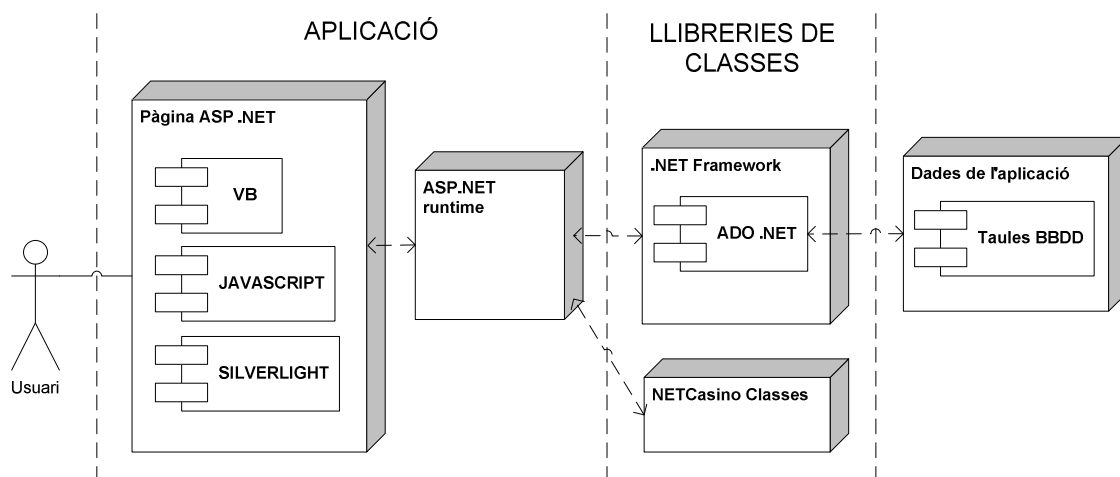 APLICACIÓ
LLIBRERIES DE
CLASSES
Pàgina ASP .NET
VB
JAVASCRIPT
SILVERLIGHT
ASP.NET
runtime
.NET Framework
ADO .NET
NETCasino Classes
Dades de l'aplicació
Taules BBDD
Usuari